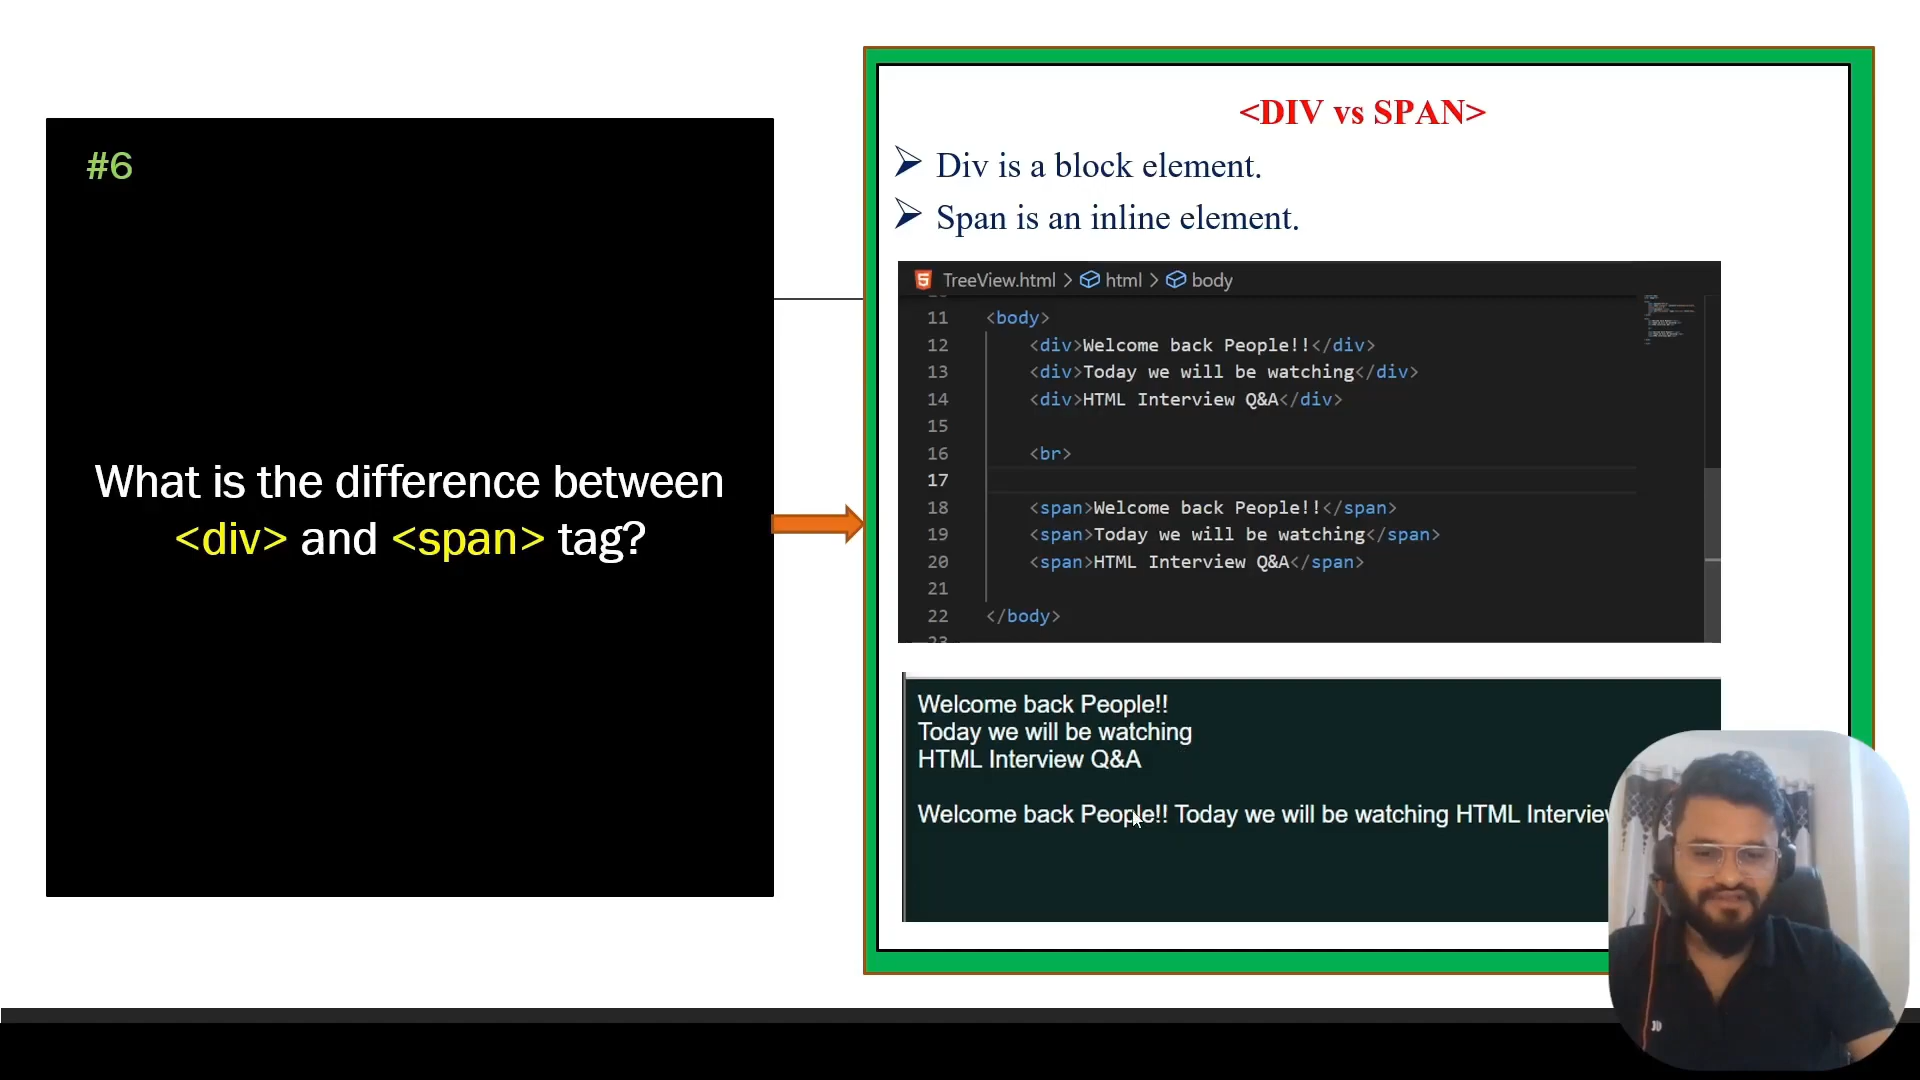 #6
What is the difference between
<div> and <span> tag?
<DIV vs SPAN>
Div is a block element.
Span is an inline element.
TreeView.html > html > body
11 <body>
12 <div>Welcome back People!!</div>
13 <div>Today we will be watching</div>
14 <div>HTML Interview Q&A</div>
15
16 <br>
17
18 <span>Welcome back People!!</span>
19 <span>Today we will be watching</span>
20 <span>HTML Interview Q&A</span>
21
22 </body>
Welcome back People!!
Today we will be watching
HTML Interview Q&A
Welcome back People!! Today we will be watching HTML Interview